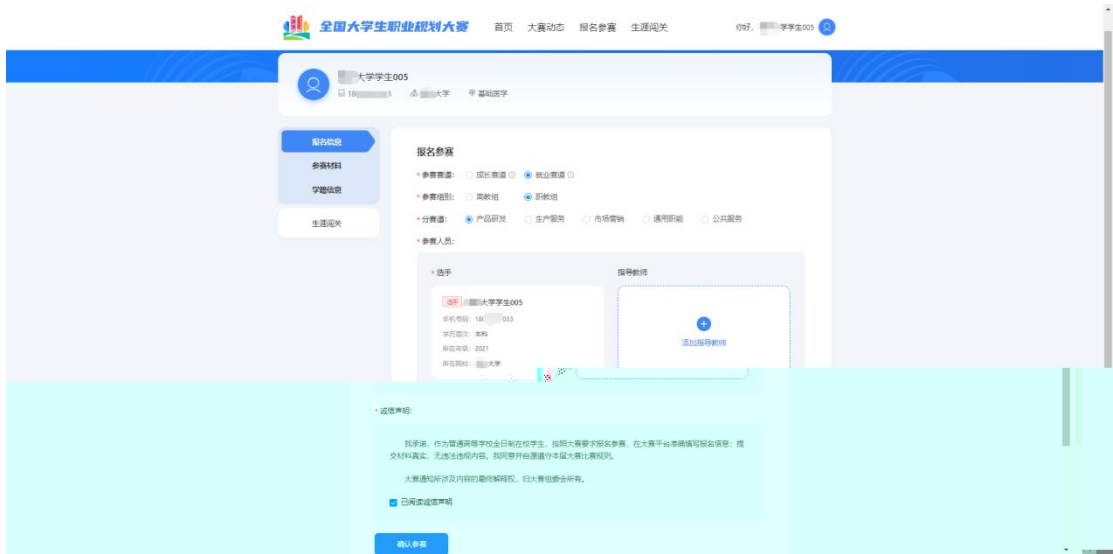 全国大学生职业规划大赛
首页 大赛动态 报名参赛 生涯闯关
你好, 学学生005
大学学生005
18 3 大学 基础医学
报名信息
参赛材料
学籍信息
生涯闯关
报名参赛
* 参赛赛道: 成长赛道 就业赛道
* 参赛组别: 高教组 职教组
* 分赛道: 产品研发 生产服务 市场营销 通用职能 公共服务
* 参赛人员:
* 选手
指导教师
选手 大学学生005
手机号码: 180 033
学历层次: 本科
所在年级: 2021
所在院校: 大学
添加指导教师
* 诚信声明:
我承诺, 作为普通高等学校全日制在校学生, 按照大赛要求报名参赛, 在大赛平台准确填写报名信息; 提
交材料真实, 无违法违规内容。我同意并自愿遵守本届大赛比赛规则。
大赛通知所涉及内容的最终解释权, 归大赛组委会所有。
已阅读诚信声明
确认参赛